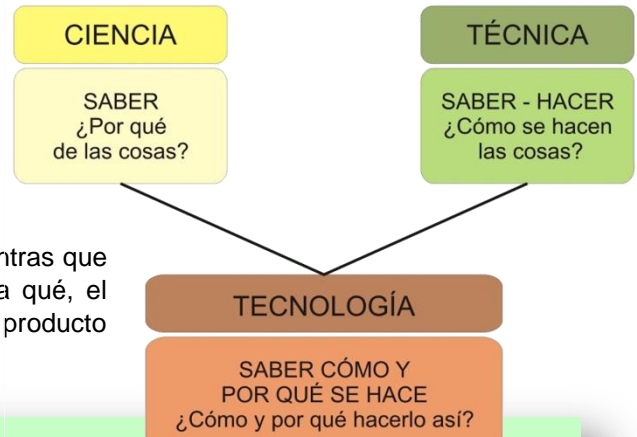 CIENCIA
SABER
¿Por qué
de las cosas?
TÉCNICA
SABER - HACER
¿Cómo se hacen
las cosas?
que
qué, el
producto
TECNOLOGÍA
SABER CÓMO Y
POR QUÉ SE HACE
¿Cómo y por qué hacerlo así?